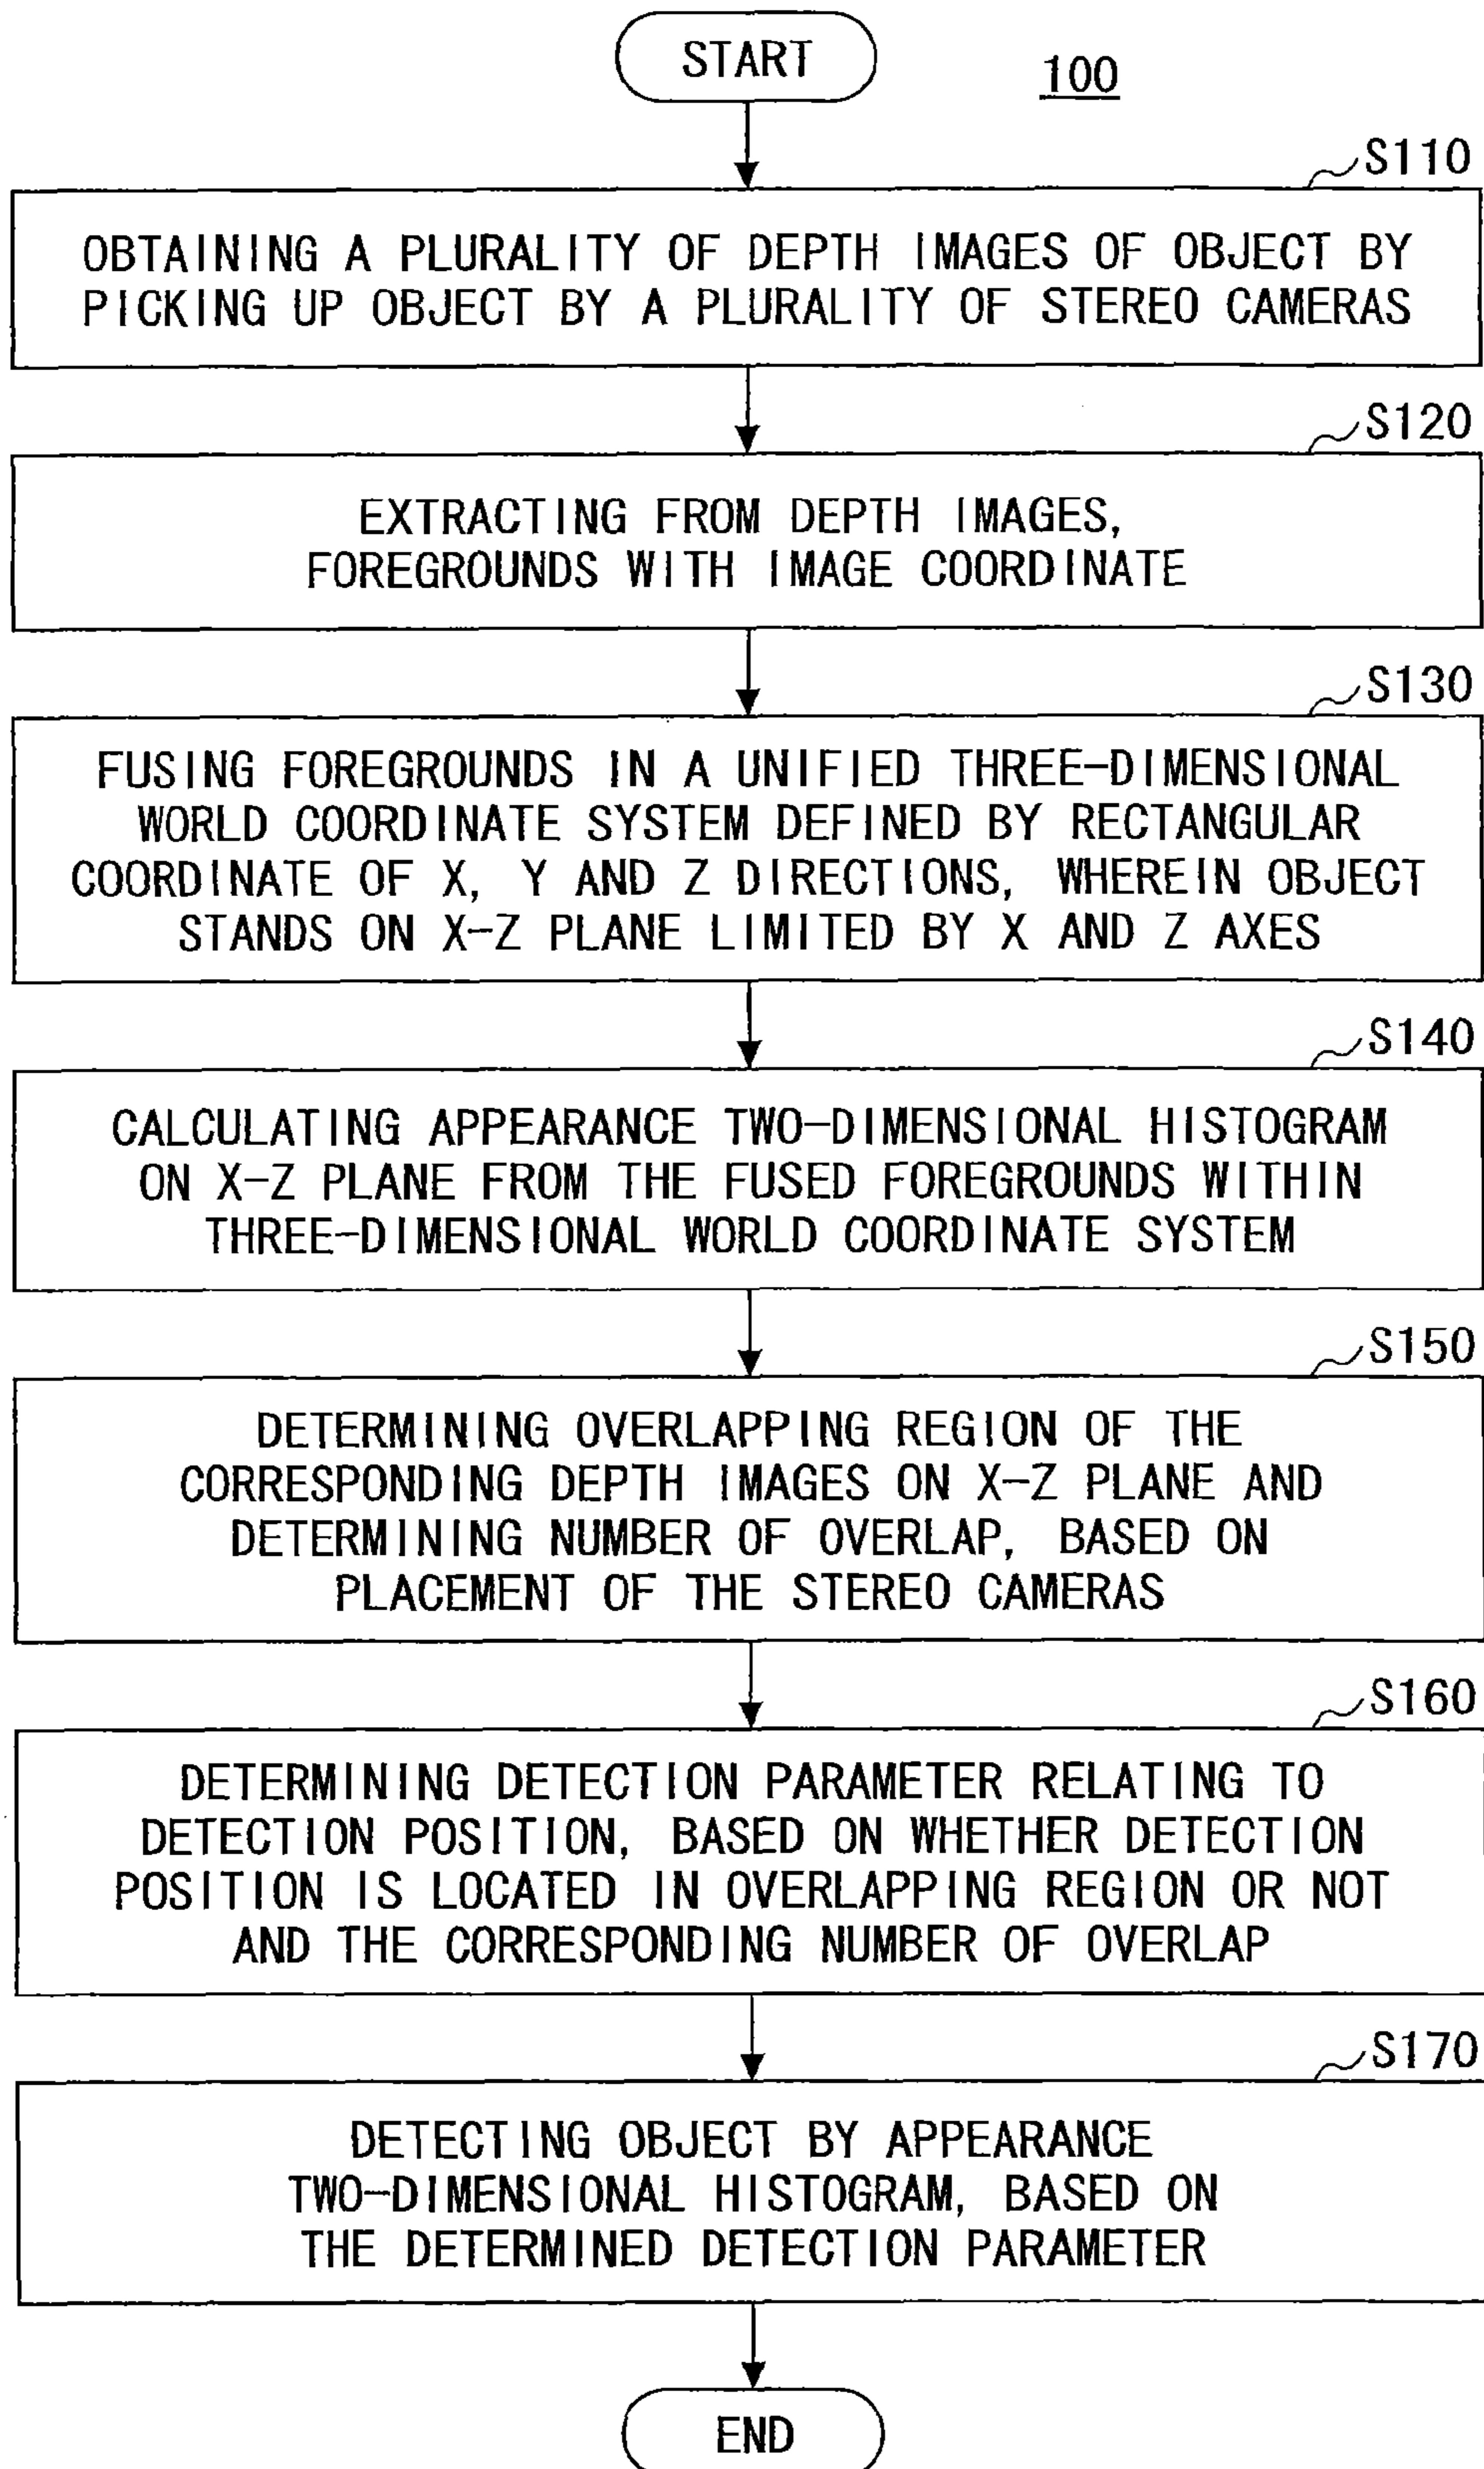 START
100
S110
OBTAINING A PLURALITY OF DEPTH IMAGES OF OBJECT BY
PICKING UP OBJECT BY A PLURALITY OF STEREO CAMERAS
S120
EXTRACTING FROM DEPTH IMAGES,
FOREGROUNDS WITH IMAGE COORDINATE
S130
FUSING FOREGROUNDS IN A UNIFIED THREE-DIMENSIONAL
WORLD COORDINATE SYSTEM DEFINED BY RECTANGULAR
COORDINATE OF X, Y AND Z DIRECTIONS, WHEREIN OBJECT
STANDS ON X-Z PLANE LIMITED BY X AND Z AXES
S140
CALCULATING APPEARANCE TWO-DIMENSIONAL HISTOGRAM
ON X-Z PLANE FROM THE FUSED FOREGROUNDS WITHIN
THREE-DIMENSIONAL WORLD COORDINATE SYSTEM
S150
DETERMINING OVERLAPPING REGION OF THE
CORRESPONDING DEPTH IMAGES ON X-Z PLANE AND
DETERMINING NUMBER OF OVERLAP, BASED ON
PLACEMENT OF THE STEREO CAMERAS
S160
DETERMINING DETECTION PARAMETER RELATING TO
DETECTION POSITION, BASED ON WHETHER DETECTION
POSITION IS LOCATED IN OVERLAPPING REGION OR NOT
AND THE CORRESPONDING NUMBER OF OVERLAP
S170
DETECTING OBJECT BY APPEARANCE
TWO-DIMENSIONAL HISTOGRAM, BASED ON
THE DETERMINED DETECTION PARAMETER
END